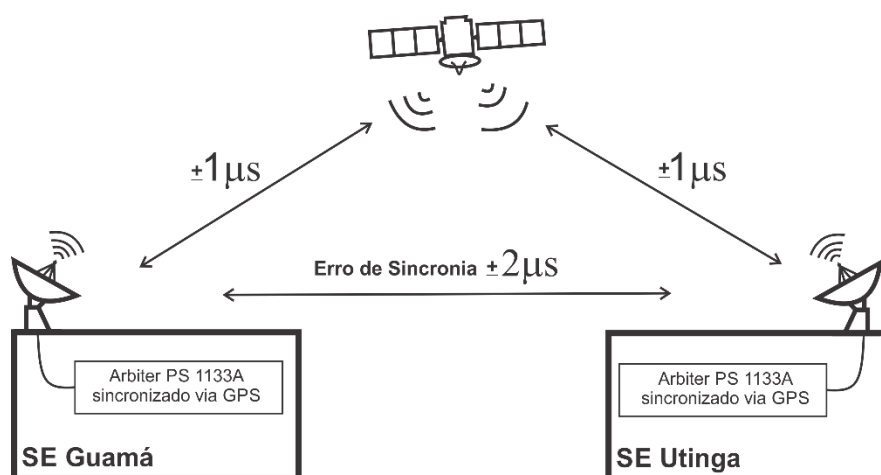 ±1μs
±1μs
Erro de Sincronia ±2μs
Arbiter PS 1133A
sincronizado via GPS
SE Guamá
Arbiter PS 1133A
sincronizado via GPS
SE Utinga